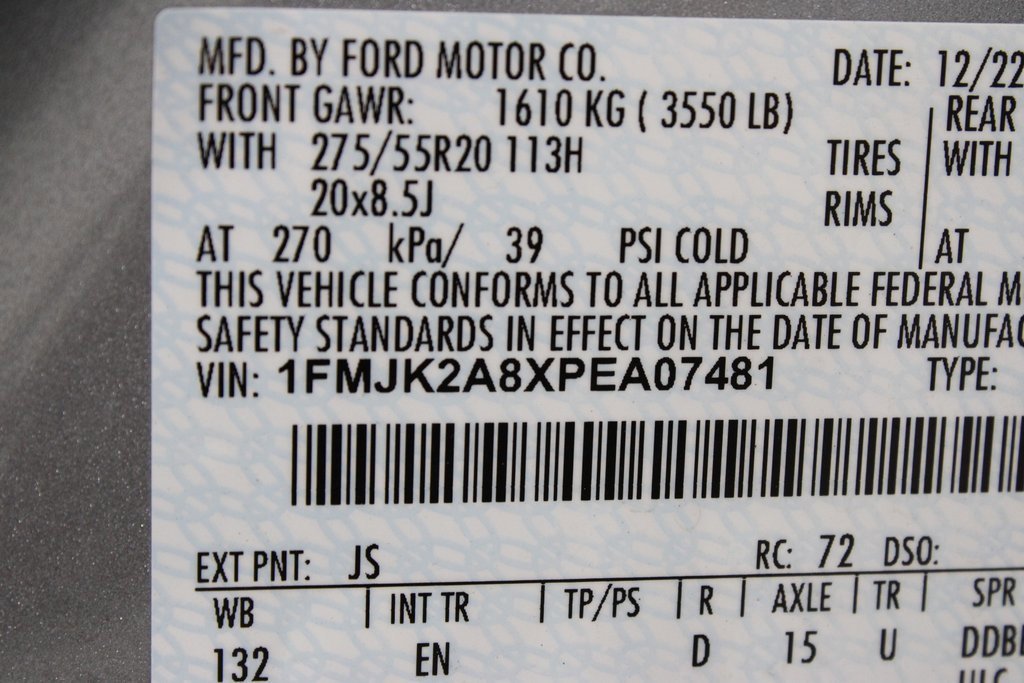 MFD. BY FORD MOTOR CO. DATE: 12/22
FRONT GAWR: 1610 KG ( 3550 LB) REAR
WITH 275/55R20 113H TIRES WITH
20x8.5J RIMS
AT 270 kPa/ 39 PSI COLD AT
THIS VEHICLE CONFORMS TO ALL APPLICABLE FEDERAL M
SAFETY STANDARDS IN EFFECT ON THE DATE OF MANUFAC
VIN: 1FMJK2A8XPEA07481 TYPE:
EXT PNT: JS RC: 72 DSO:
WB | INT TR | TP/PS | R | AXLE | TR | SPR
132 EN D 15 U